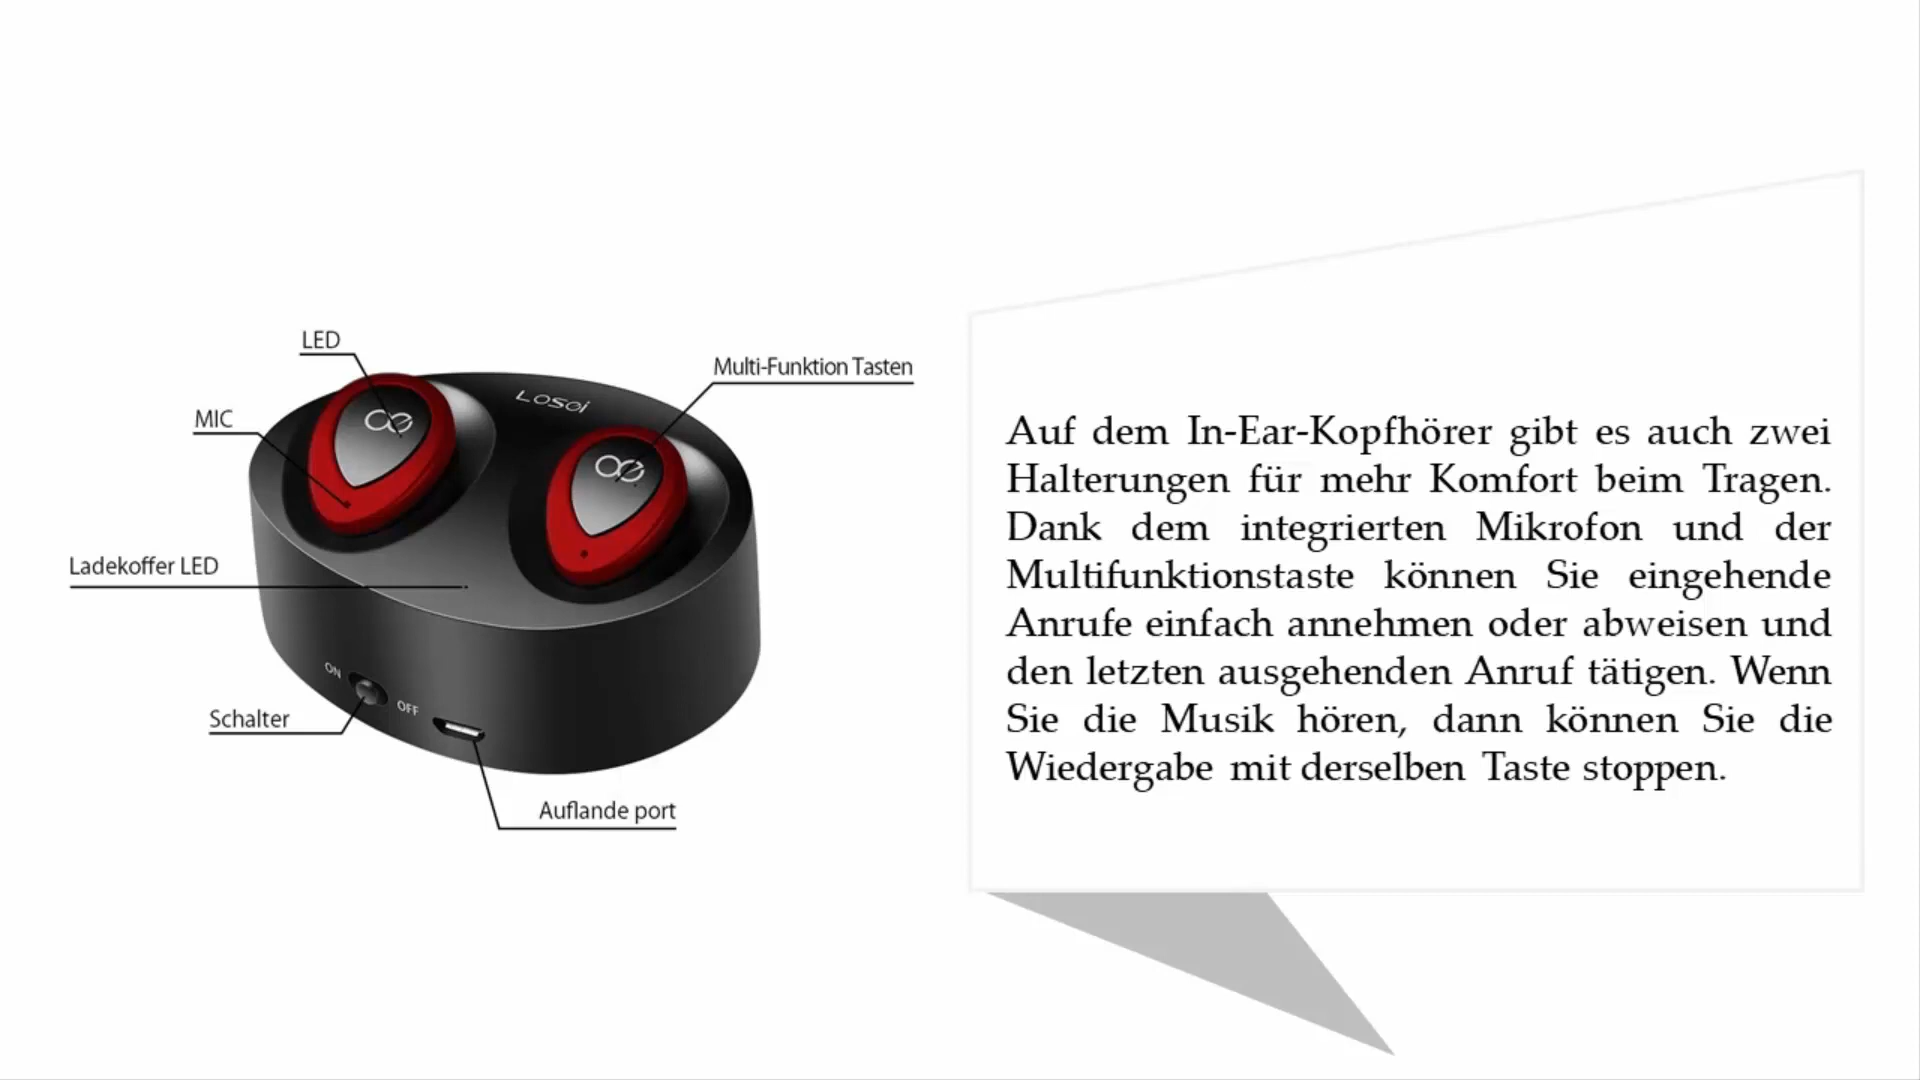 LED
Multi-Funktion Tasten
Losei
MIC
Ladekoffer LED
ON
OFF
Schalter
Auflande port
Auf dem In-Ear-Kopfhörer gibt es auch zwei
Halterungen für mehr Komfort beim Tragen.
Dank dem integrierten Mikrofon und der
Multifunktionstaste können Sie eingehende
Anrufe einfach annehmen oder abweisen und
den letzten ausgehenden Anruf tätigen. Wenn
Sie die Musik hören, dann können Sie die
Wiedergabe mit derselben Taste stoppen.